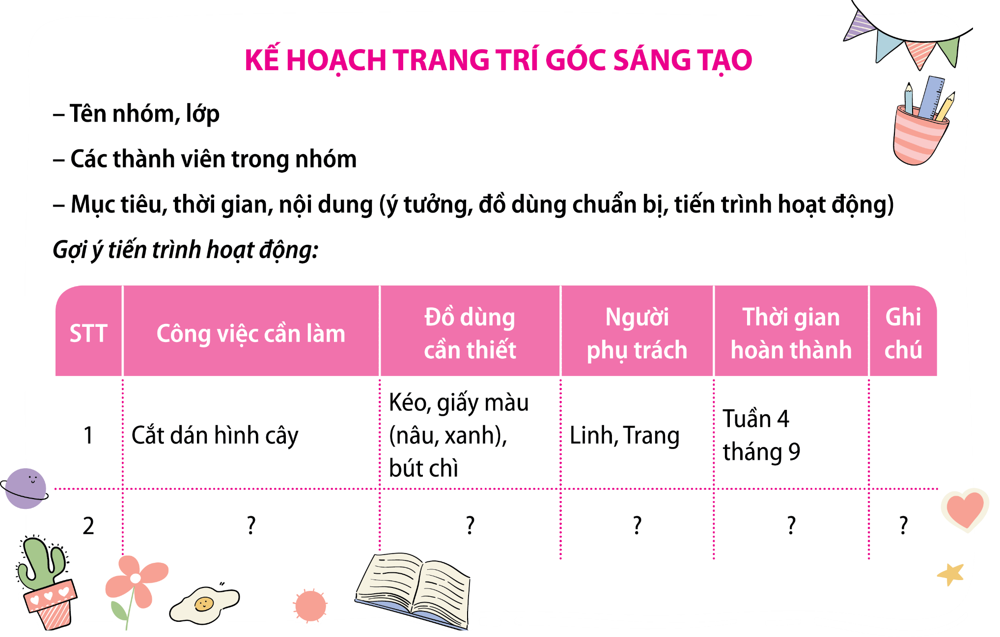 KẾ HOẠCH TRANG TRÍ GÓC SÁNG TẠO
– Tên nhóm, lớp
– Các thành viên trong nhóm
– Mục tiêu, thời gian, nội dung (ý tưởng, đồ dùng chuẩn bị, tiến trình hoạt động)
Gợi ý tiến trình hoạt động:
STT
Công việc cần làm
Đồ dùng
cần thiết
Người
phụ trách
Thời gian
hoàn thành
Ghi
chú
1
Cắt dán hình cây
Kéo, giấy màu
(nâu, xanh),
bút chì
Linh, Trang
Tuần 4
tháng 9
2
?
?
?
?
?